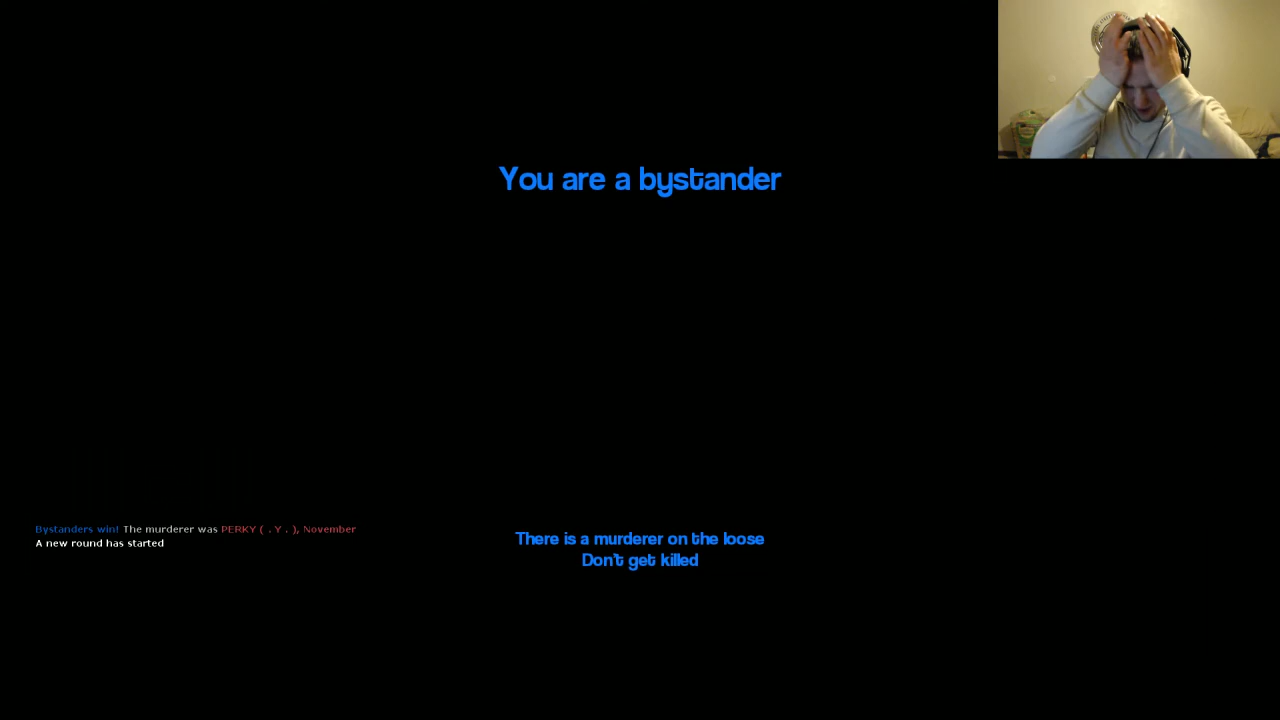 You are a bystander
Bystanders win! The murderer was PERKY ( . Y . ), November
A new round has started
There is a murderer on the loose
Don't get killed